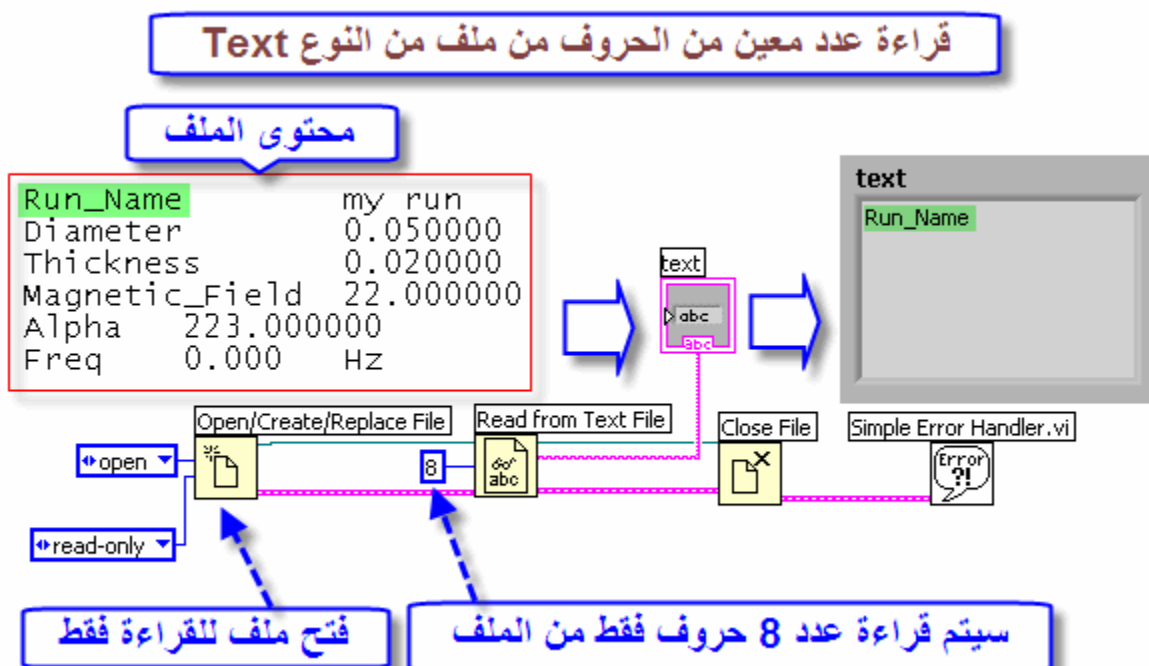 قراءة عدد معين من الحروف من ملف من النوع Text
محتوى الملف
Run_Name my run
Diameter 0.050000
Thickness 0.020000
Magnetic_Field 22.000000
Alpha 223.000000
Freq 0.000 Hz
text
abc
abc
text
Run_Name
Open/Create/Replace File
Read from Text File
Close File
Simple Error Handler.vi
open
8
abc
Error
?!
read-only
فتح ملف للقراءة فقط
سيتم قراءة عدد 8 حروف فقط من الملف